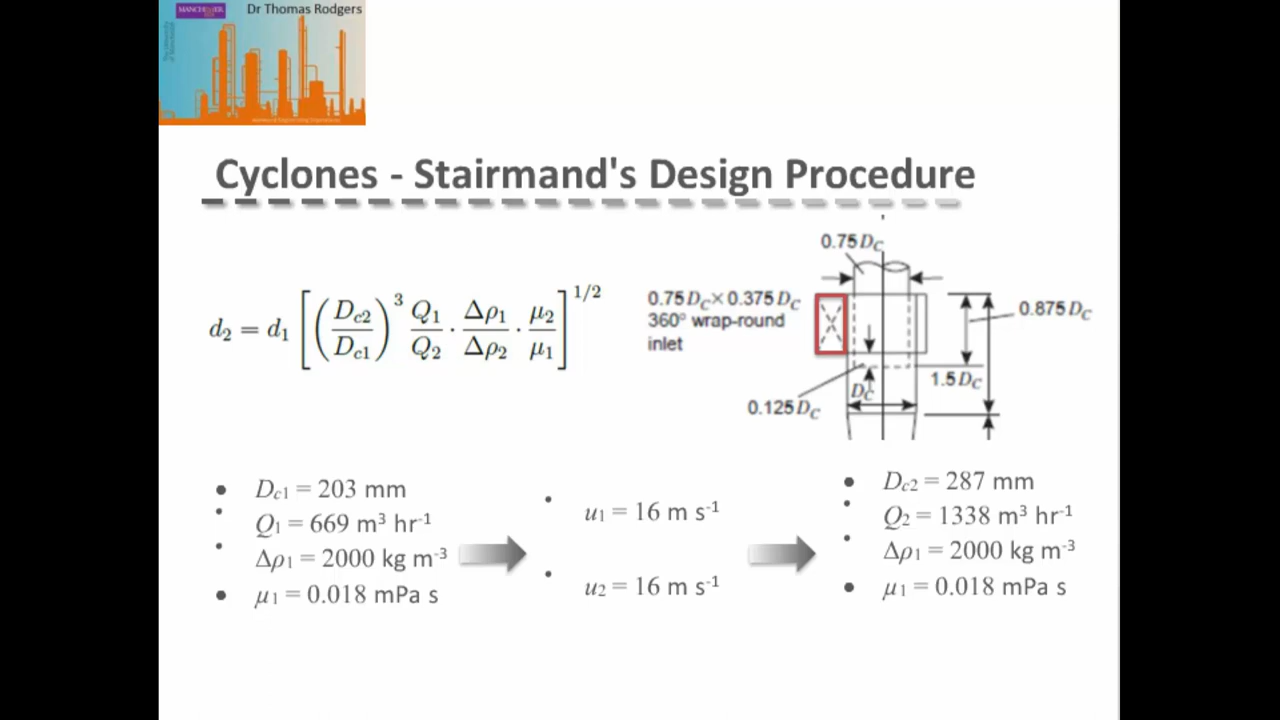 MANCHESTER
Dr Thomas Rodgers
Cyclones - Stairmand's Design Procedure
d2 = d1 [(Dc2/Dc1)³ Q1/Q2 · Δρ1/Δρ2 · μ2/μ1]^1/2
0.75DC
0.75DC×0.375DC
360° wrap-round
inlet
0.875DC
1.5DC
DC
0.125DC
• Dc1 = 203 mm
• Q1 = 669 m³ hr⁻¹
• Δρ1 = 2000 kg m⁻³
• μ1 = 0.018 mPa s
• u1 = 16 m s⁻¹
• u2 = 16 m s⁻¹
• Dc2 = 287 mm
• Q2 = 1338 m³ hr⁻¹
• Δρ1 = 2000 kg m⁻³
• μ1 = 0.018 mPa s